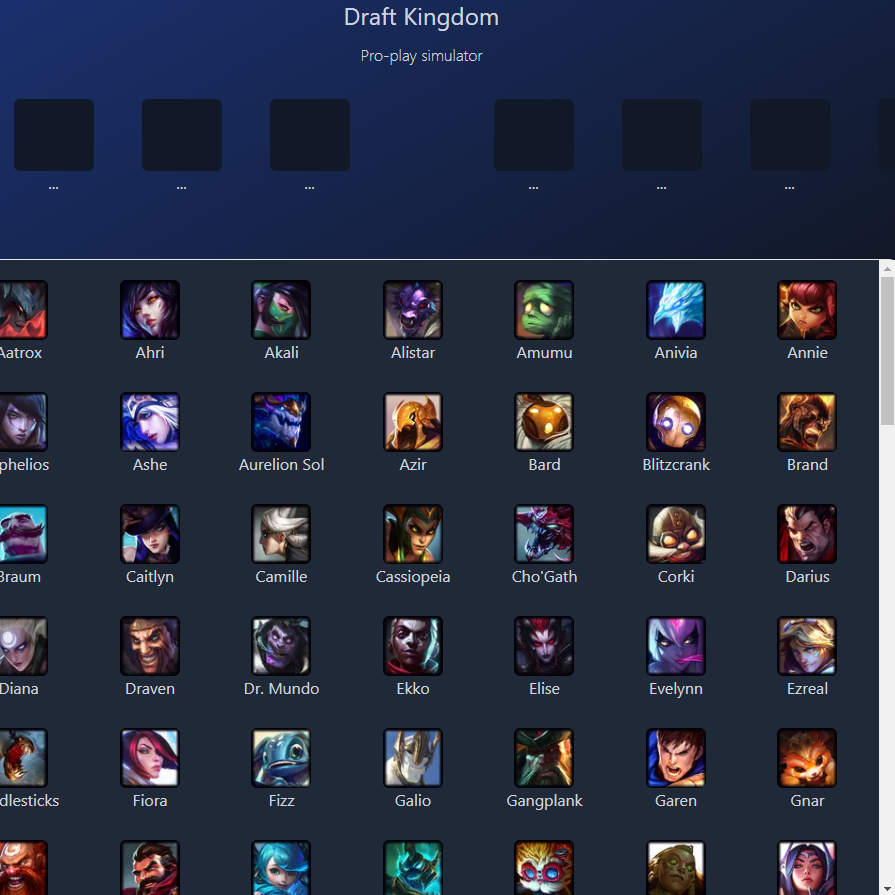 Draft Kingdom
Pro-play simulator
... ... ... ... ... ...
Aatrox Ahri Akali Alistar Amumu Anivia Annie
phelios Ashe Aurelion Sol Azir Bard Blitzcrank Brand
Braum Caitlyn Camille Cassiopeia Cho'Gath Corki Darius
Diana Draven Dr. Mundo Ekko Elise Evelynn Ezreal
dlesticks Fiora Fizz Galio Gangplank Garen Gnar